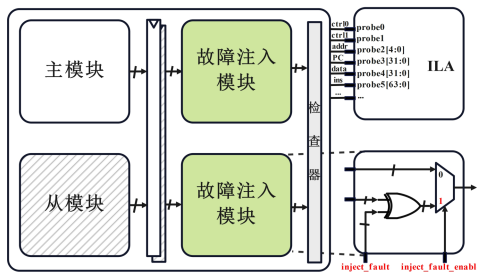 主模块
故障注入
模块
从模块
故障注入
模块
检
查
器
ctrl0
ctrl1
addr
PC
data
ins
...
probe0
probe1
probe2[4:0]
probe3[31:0]
probe4[31:0]
probe5[63:0]
...
ILA
0
1
inject_fault
inject_fault_enabl